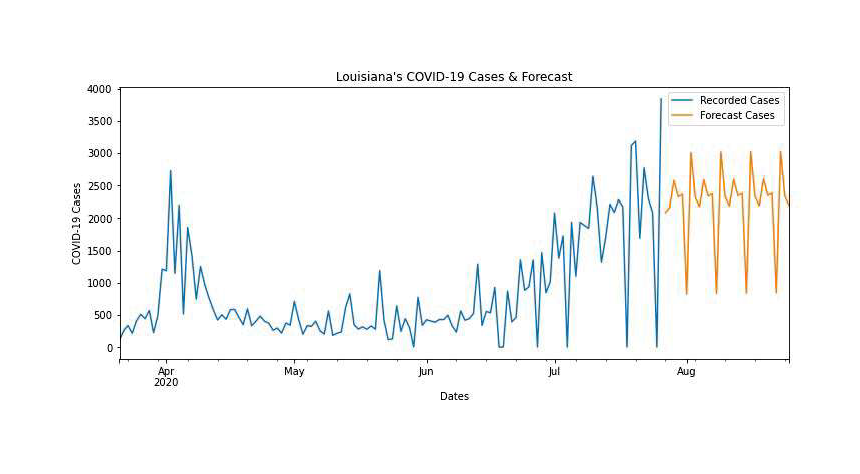 Louisiana's COVID-19 Cases & Forecast
Recorded Cases
Forecast Cases
COVID-19 Cases
4000
3500
3000
2500
2000
1500
1000
500
0
Apr
2020
May
Jun
Jul
Aug
Dates